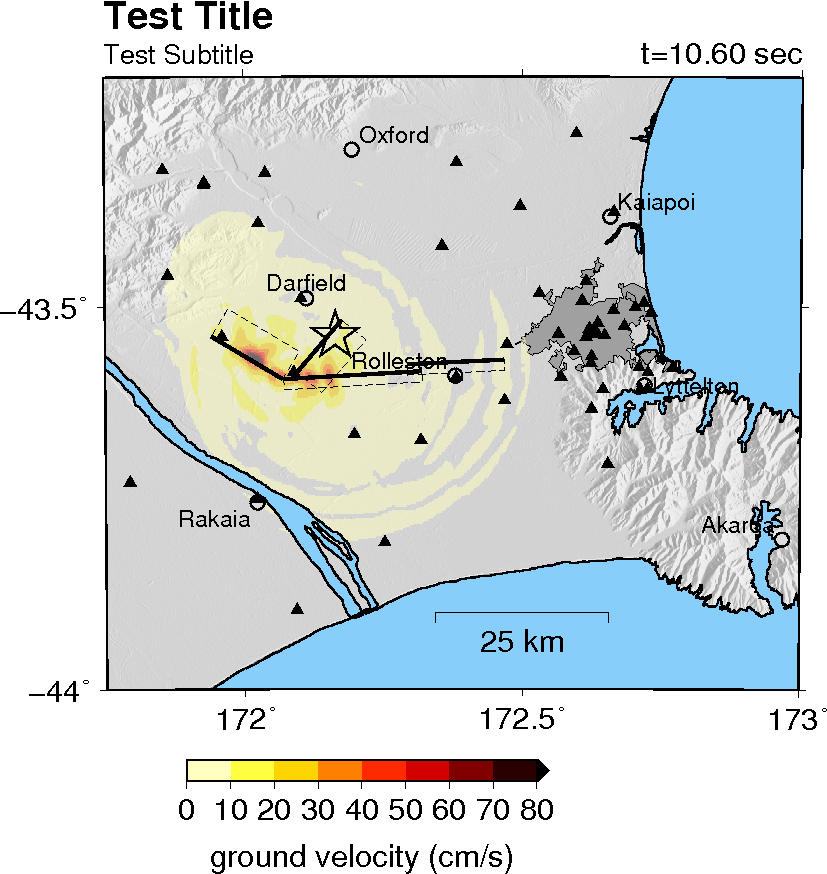 Test Title
Test Subtitle
t=10.60 sec
Oxford
Kaiapoi
Darfield
−43.5°
Rolleston
Lyttelton
Rakaia
Akaroa
25 km
−44°
172° 172.5° 173°
0 10 20 30 40 50 60 70 80
ground velocity (cm/s)